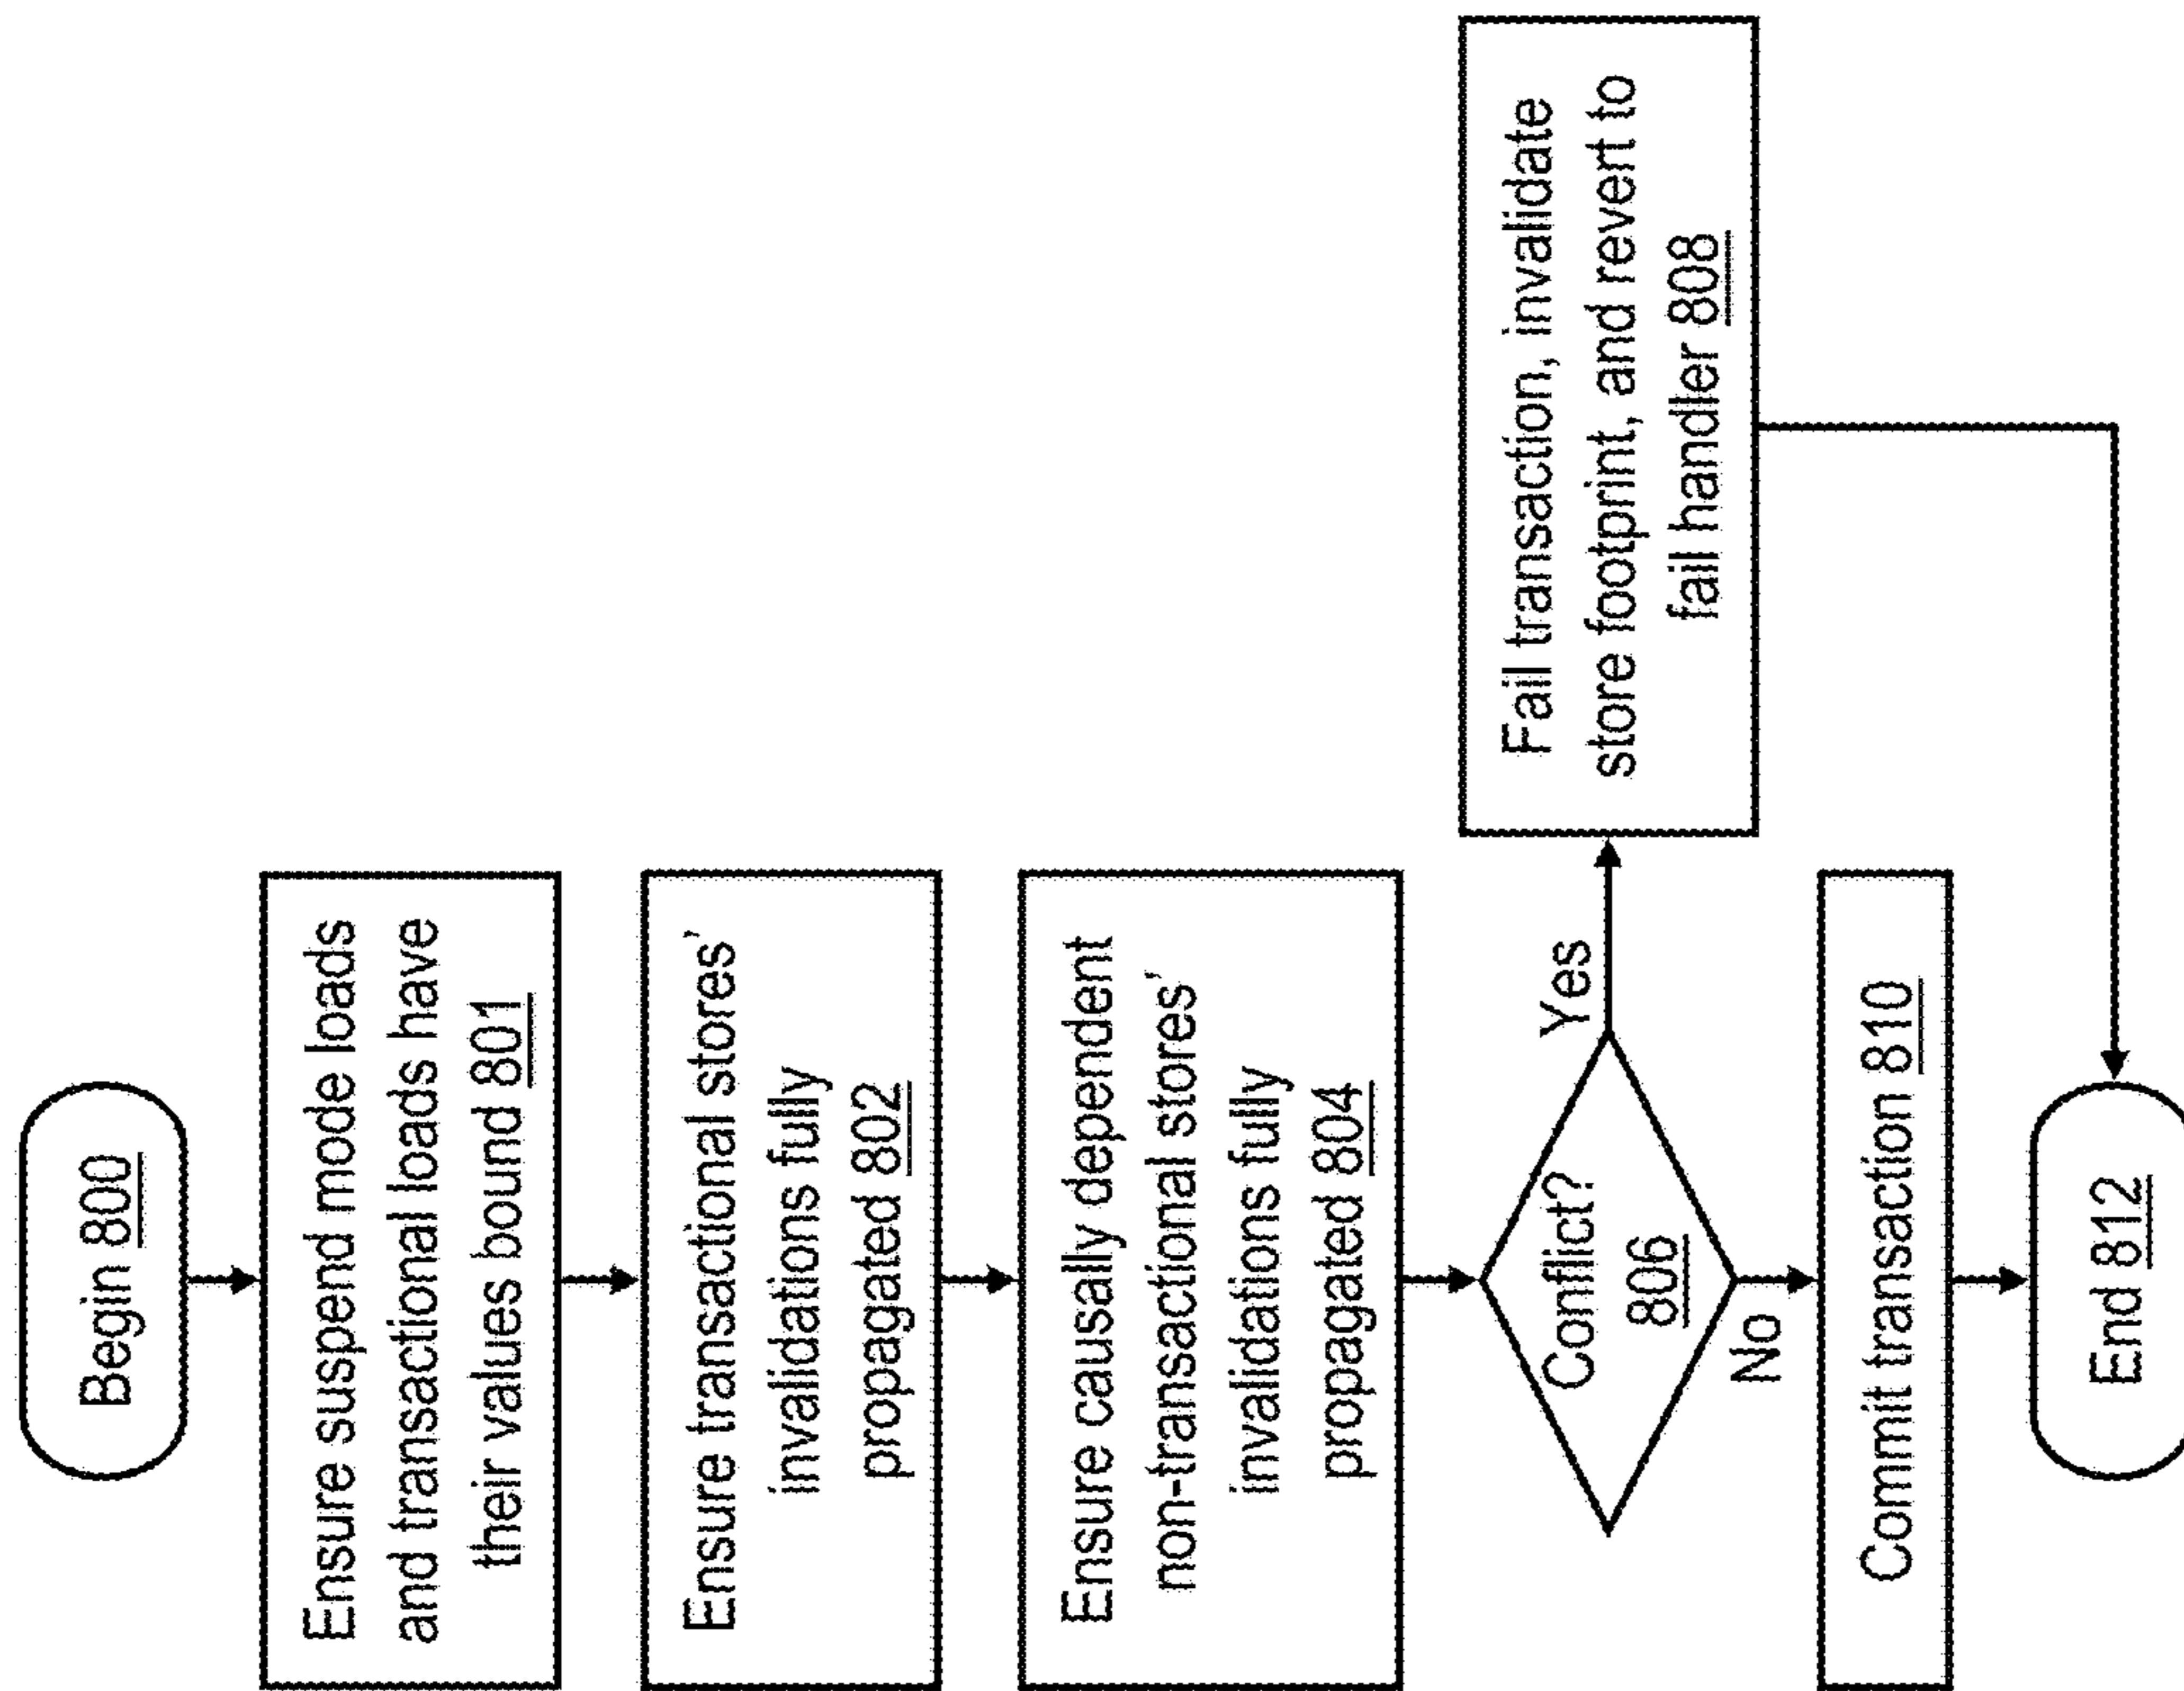 Begin 800
Ensure suspend mode loads
and transactional loads have
their values bound 801
Ensure transactional stores'
invalidations fully
propagated 802
Ensure causally dependent
non-transactional stores'
invalidations fully
propagated 804
Conflict?
806
Yes
Fail transaction, invalidate
store footprint, and revert to
fail handler 808
No
Commit transaction 810
End 812